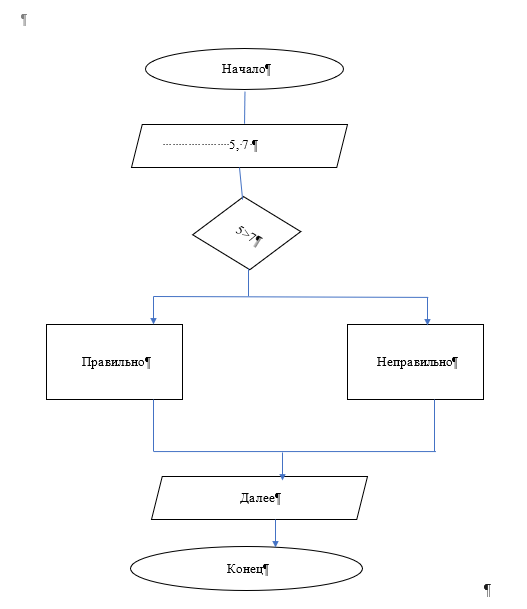 ¶
Начало¶
5, 7 ¶
5>7¶
Правильно¶
Неправильно¶
Далее¶
Конец¶
¶